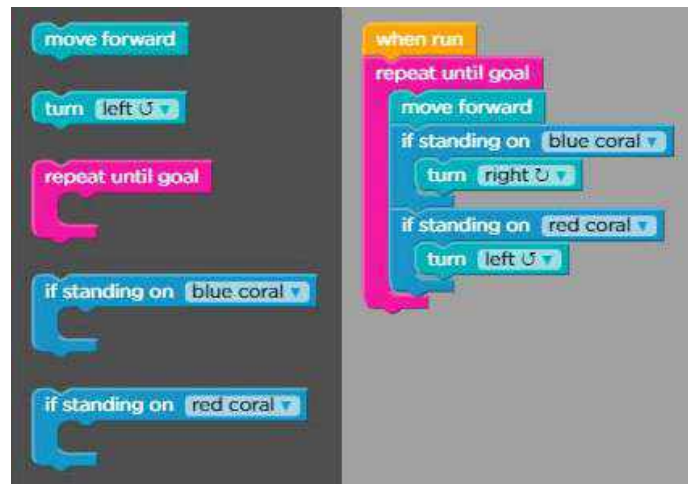 move forward
turn left ↺
repeat until goal
if standing on blue coral
if standing on red coral
when run
repeat until goal
move forward
if standing on blue coral
turn right ↻
if standing on red coral
turn left ↺